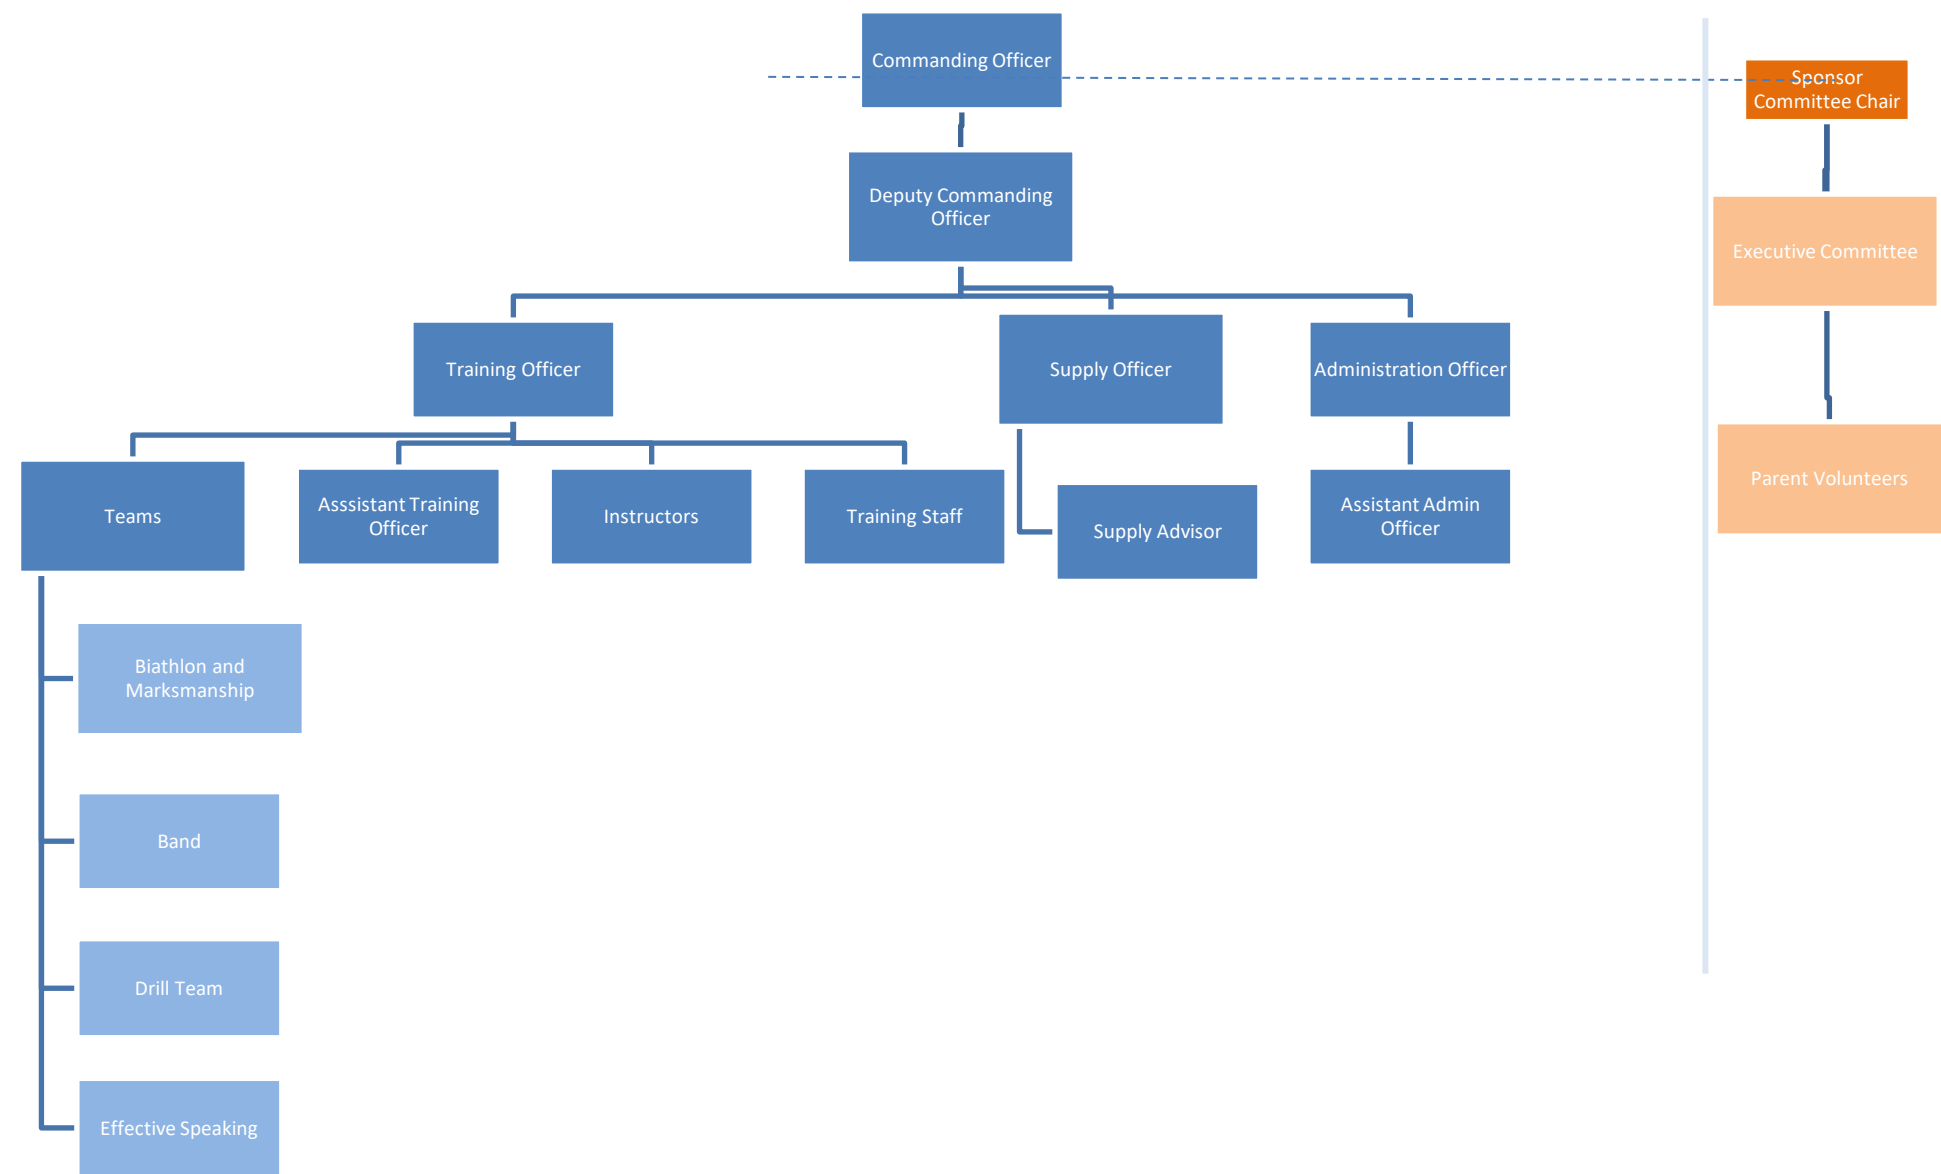 Commanding Officer
Sponsor
Committee Chair
Deputy Commanding
Officer
Executive Committee
Training Officer
Supply Officer
Administration Officer
Teams
Asssistant Training
Officer
Instructors
Training Staff
Supply Advisor
Assistant Admin
Officer
Parent Volunteers
Biathlon and
Marksmanship
Band
Drill Team
Effective Speaking